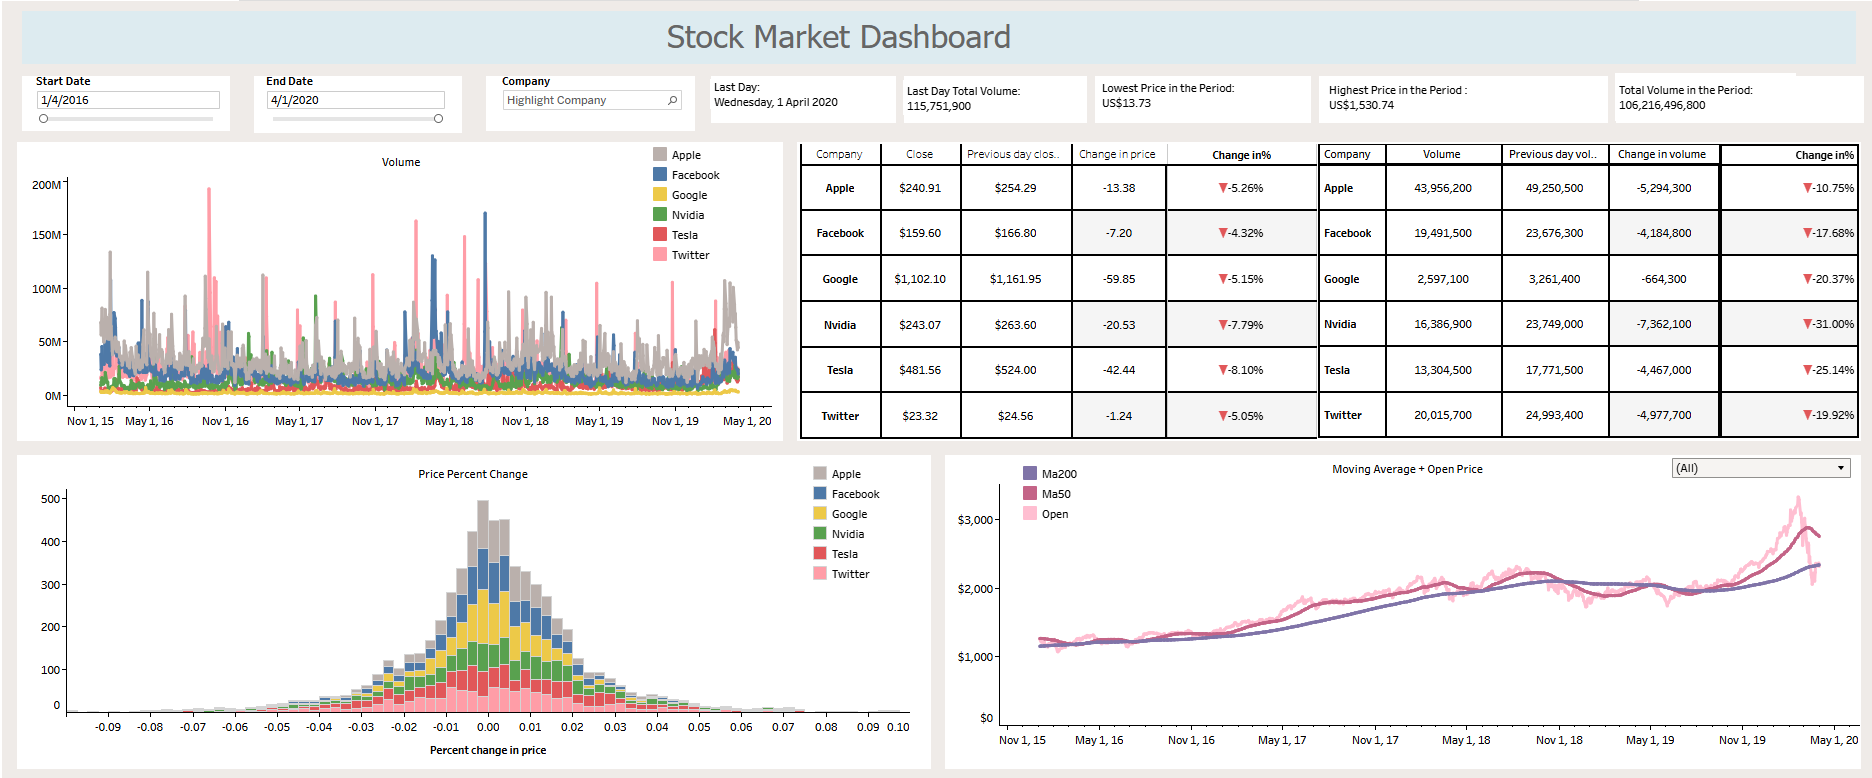 Stock Market Dashboard
Start Date
1/4/2016
End Date
4/1/2020
Company
Highlight Company
Last Day:
Wednesday, 1 April 2020
Last Day Total Volume:
115,751,900
Lowest Price in the Period:
US$13.73
Highest Price in the Period :
US$1,530.74
Total Volume in the Period:
106,216,496,800
Volume
Apple
Facebook
Google
Nvidia
Tesla
Twitter
200M
150M
100M
50M
0M
Nov 1, 15 May 1, 16 Nov 1, 16 May 1, 17 Nov 1, 17 May 1, 18 Nov 1, 18 May 1, 19 Nov 1, 19 May 1, 20
Company Close Previous day clos.. Change in price Change in%
Apple $240.91 $254.29 -13.38 ▼-5.26%
Facebook $159.60 $166.80 -7.20 ▼-4.32%
Google $1,102.10 $1,161.95 -59.85 ▼-5.15%
Nvidia $243.07 $263.60 -20.53 ▼-7.79%
Tesla $481.56 $524.00 -42.44 ▼-8.10%
Twitter $23.32 $24.56 -1.24 ▼-5.05%
Company Volume Previous day vol.. Change in volume Change in%
Apple 43,956,200 49,250,500 -5,294,300 ▼-10.75%
Facebook 19,491,500 23,676,300 -4,184,800 ▼-17.68%
Google 2,597,100 3,261,400 -664,300 ▼-20.37%
Nvidia 16,386,900 23,749,000 -7,362,100 ▼-31.00%
Tesla 13,304,500 17,771,500 -4,467,000 ▼-25.14%
Twitter 20,015,700 24,993,400 -4,977,700 ▼-19.92%
Price Percent Change
Apple
Facebook
Google
Nvidia
Tesla
Twitter
500
400
300
200
100
0
-0.09 -0.08 -0.07 -0.06 -0.05 -0.04 -0.03 -0.02 -0.01 0.00 0.01 0.02 0.03 0.04 0.05 0.06 0.07 0.08 0.09 0.10
Percent change in price
Moving Average + Open Price
(All)
Ma200
Ma50
Open
$3,000
$2,000
$1,000
$0
Nov 1, 15 May 1, 16 Nov 1, 16 May 1, 17 Nov 1, 17 May 1, 18 Nov 1, 18 May 1, 19 Nov 1, 19 May 1, 20